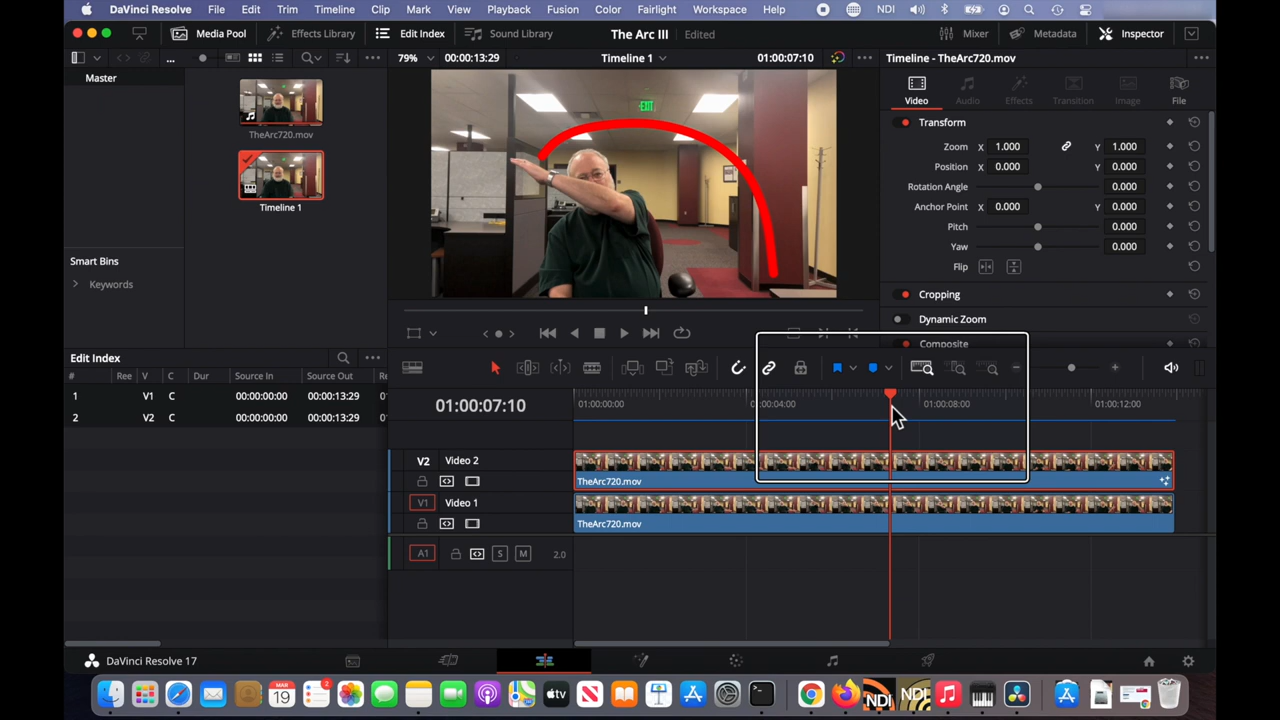 DaVinci Resolve File Edit Trim Timeline Clip Mark View Playback Fusion Color Fairlight Workspace Help NDI
Media Pool Effects Library Edit Index Sound Library The Arc III Edited Mixer Metadata Inspector
... 79% 00:00:13:29 Timeline 1 01:00:07:10 Timeline - TheArc720.mov
Master
Video Audio Effects Transition Image File
EXIT
TheArc720.mov
Transform
Zoom X 1.000 Y 1.000
Position X 0.000 Y 0.000
Rotation Angle 0.000
Anchor Point X 0.000 Y 0.000
Timeline 1
Pitch 0.000
Yaw 0.000
Flip
Smart Bins
Keywords
Cropping
Dynamic Zoom
Composite
Edit Index
# Ree V C Dur Source In Source Out
1 V1 C 00:00:00:00 00:00:13:29
2 V2 C 00:00:00:00 00:00:13:29
01:00:07:10
01:00:00:00 01:00:04:00 01:00:08:00 01:00:12:00
V2 Video 2
TheArc720.mov
V1 Video 1
TheArc720.mov
A1 S M 2.0
DaVinci Resolve 17
MAR
19
2
tv
NDI
NDI